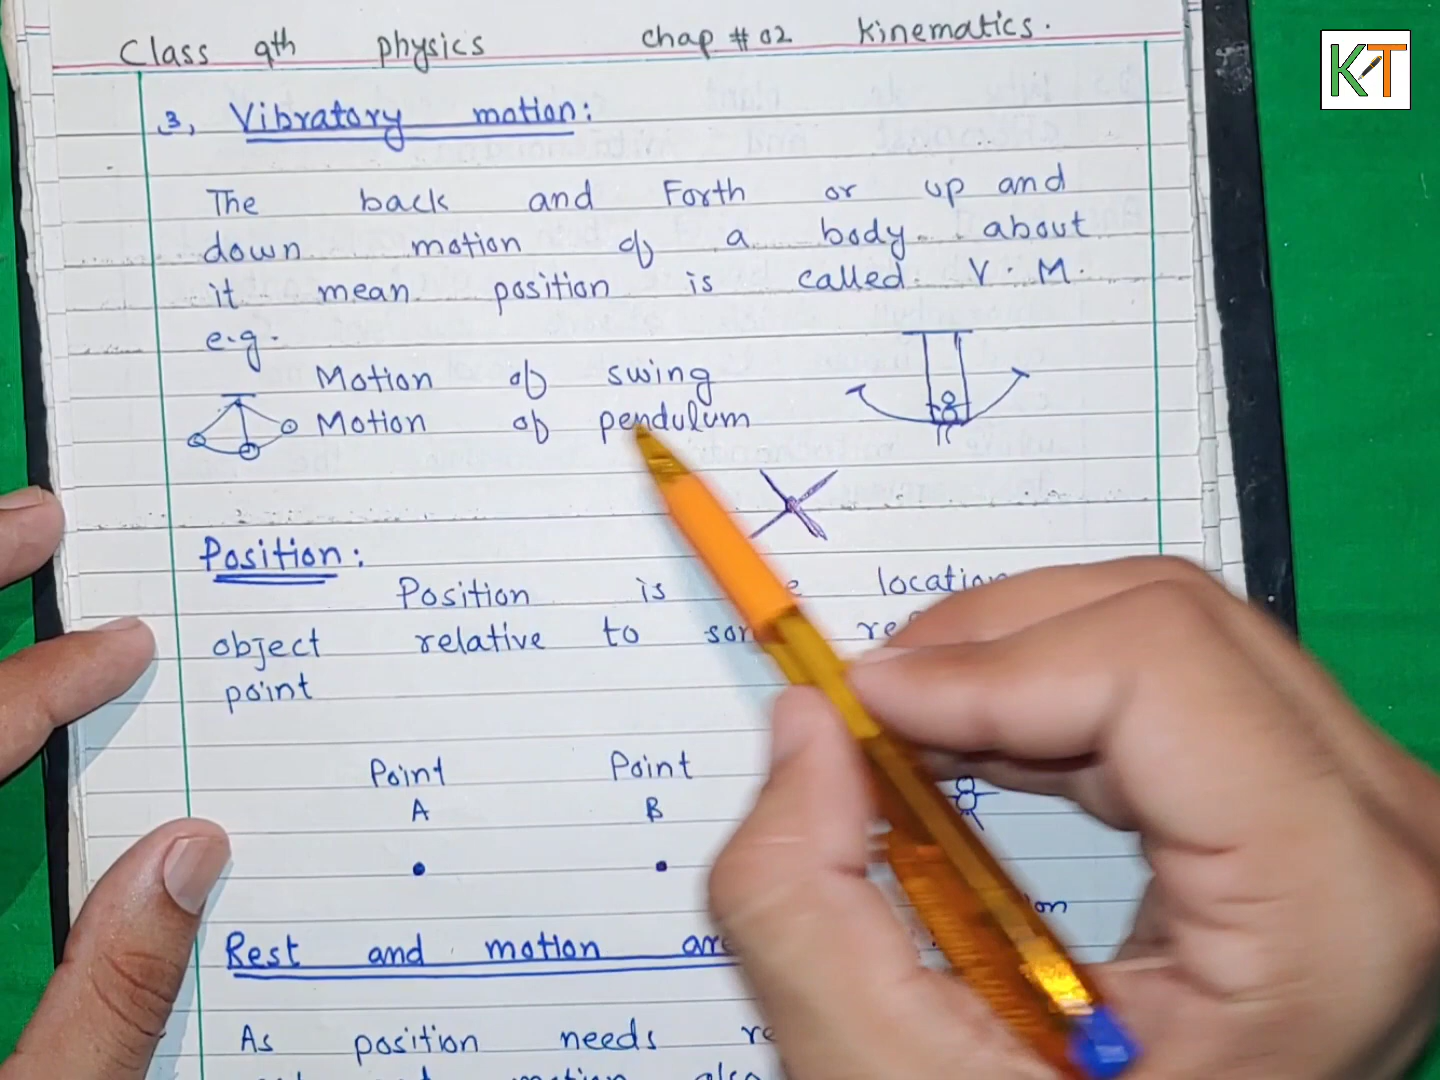 Class 9th physics chap # 02 Kinematics.
KT
3, Vibratory motion:
The back and Forth or up and
down motion of a body about
it mean position is called V.M.
e.g.
Motion of swing
Motion of pendulum
Position:
Position is locatio
object relative to
point
Point Point
A B
Rest and motion are
As position needs